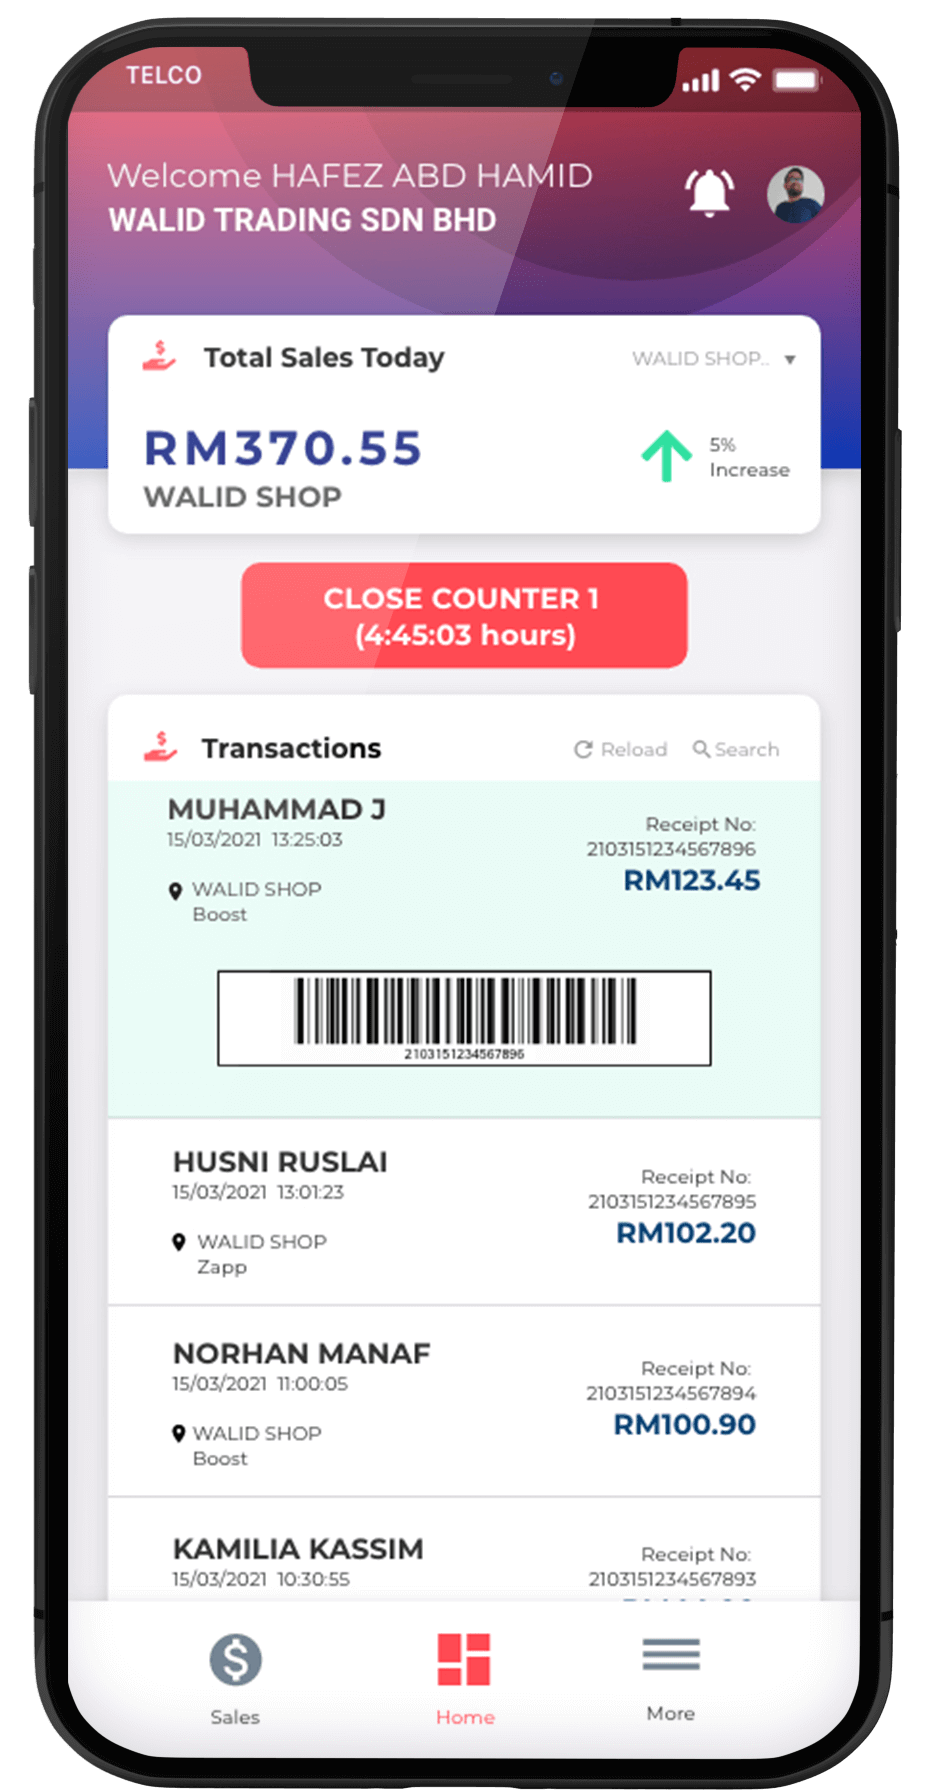 TELCO
Welcome HAFEZ ABD HAMID
WALID TRADING SDN BHD
Total Sales Today
WALID SHOP..
RM370.55
WALID SHOP
5%
Increase
CLOSE COUNTER 1
(4:45:03 hours)
Transactions
Reload
Search
MUHAMMAD J
15/03/2021 13:25:03
WALID SHOP
Boost
Receipt No:
2103151234567896
RM123.45
2103151234567896
HUSNI RUSLAI
15/03/2021 13:01:23
WALID SHOP
Zapp
Receipt No:
2103151234567895
RM102.20
NORHAN MANAF
15/03/2021 11:00:05
WALID SHOP
Boost
Receipt No:
2103151234567894
RM100.90
KAMILIA KASSIM
15/03/2021 10:30:55
Receipt No:
2103151234567893
Sales
Home
More